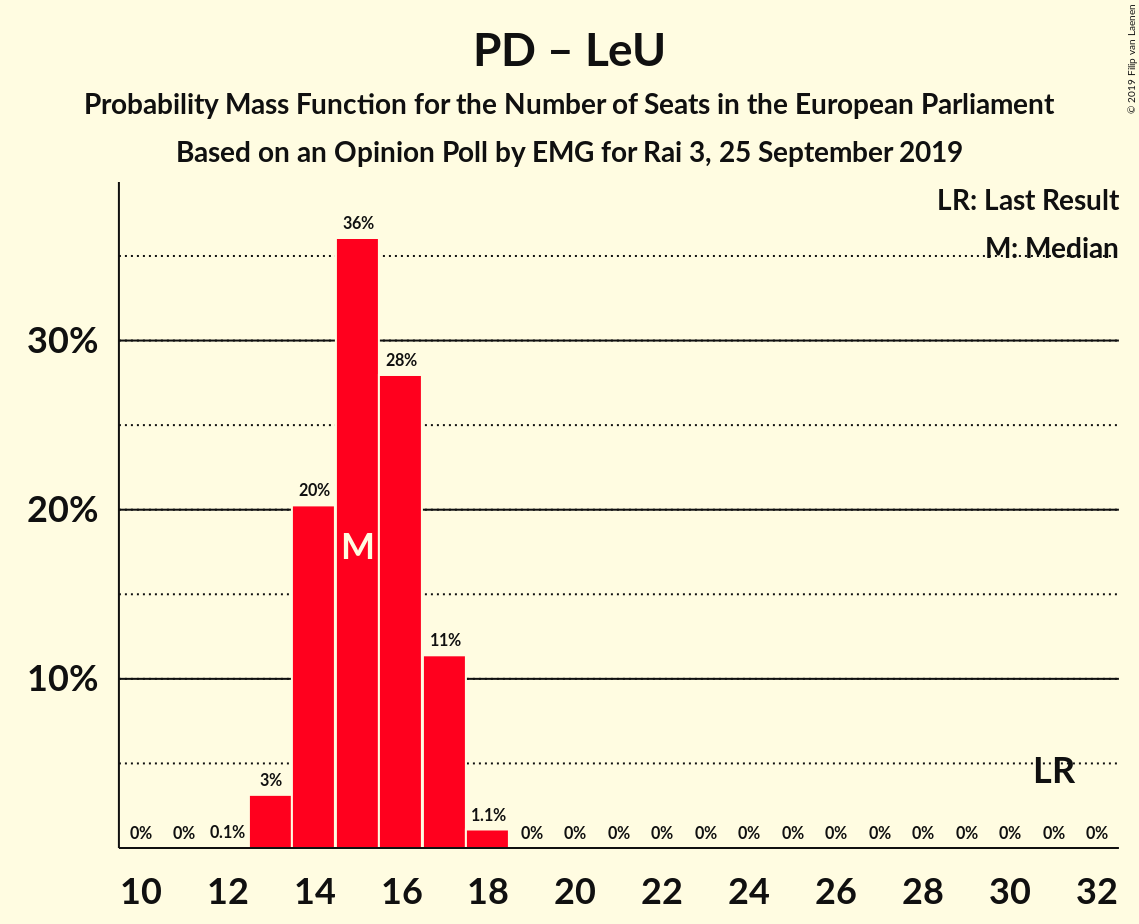 PD – LeU
Probability Mass Function for the Number of Seats in the European Parliament
Based on an Opinion Poll by EMG for Rai 3, 25 September 2019
© 2019 Filip van Laenen
LR: Last Result
M: Median
36%
30%
28%
20%
20%
M
11%
10%
LR
3%
1.1%
0% 0% 0.1% 0% 0% 0% 0% 0% 0% 0% 0% 0% 0% 0% 0% 0% 0%
10 12 14 16 18 20 22 24 26 28 30 32